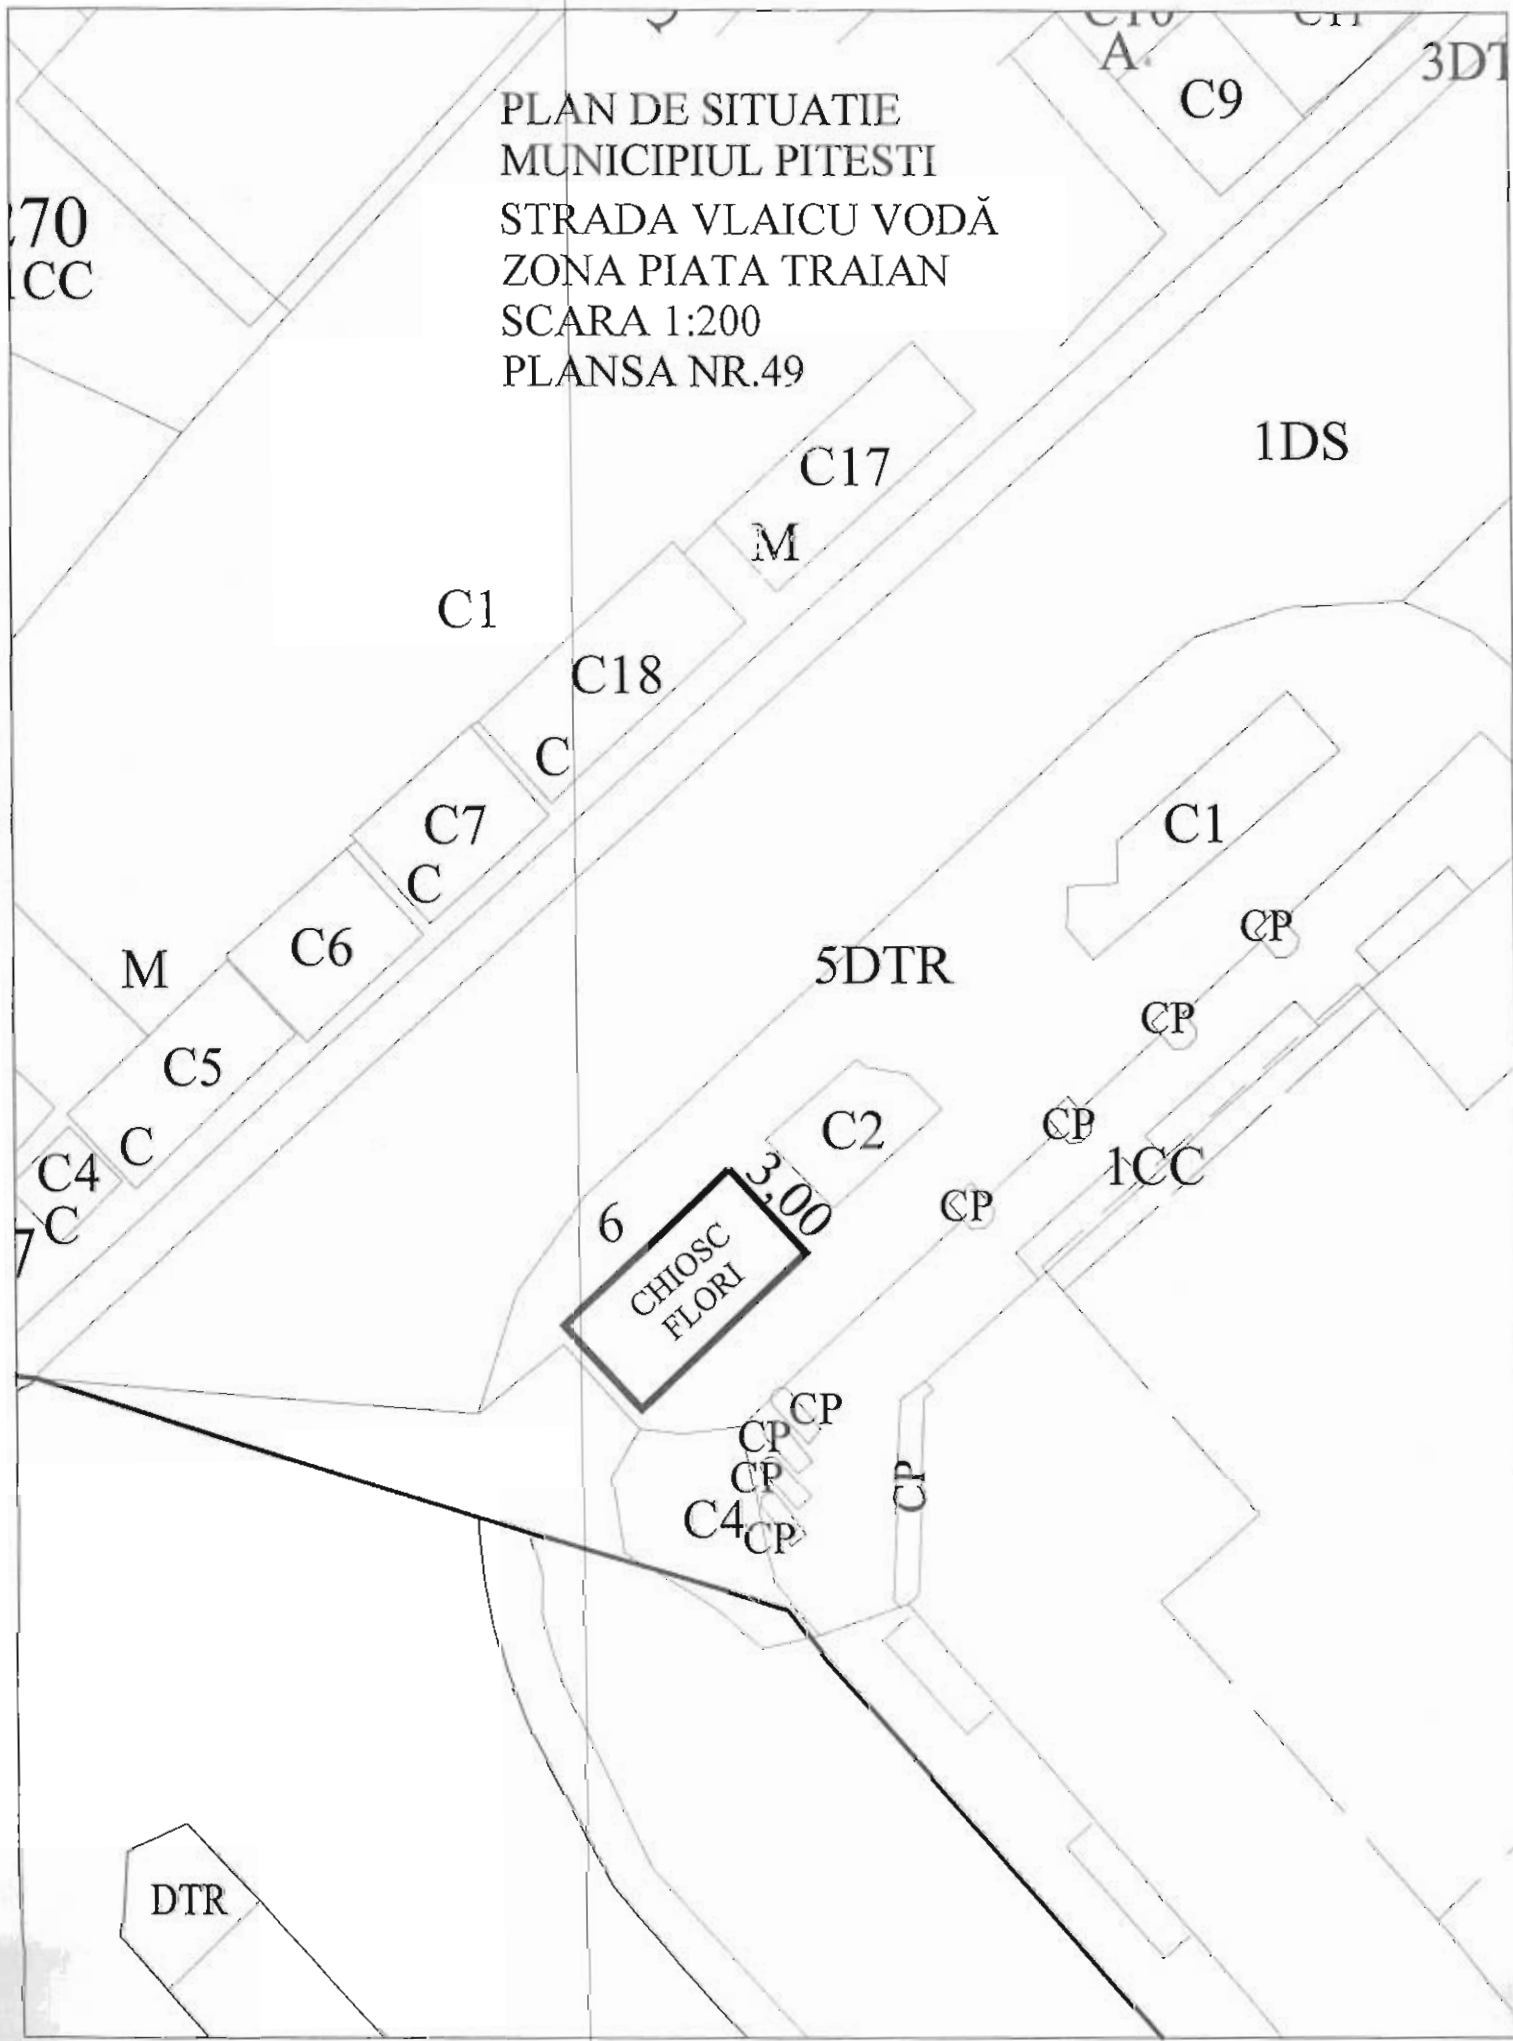 PLAN DE SITUATIE
MUNICIPIUL PITESTI
STRADA VLAICU VODĂ
ZONA PIATA TRAIAN
SCARA 1:200
PLANSA NR.49
A
C9
1CC
C17
1DS
M
C1
C18
C
C7
C
C1
C6
M
CP
5DTR
CP
C5
C
C2
CP
1CC
C4
C
3,00
CP
6
CHIOSC
FLORI
CP
CP
CP
CP
C4
CP
DTR